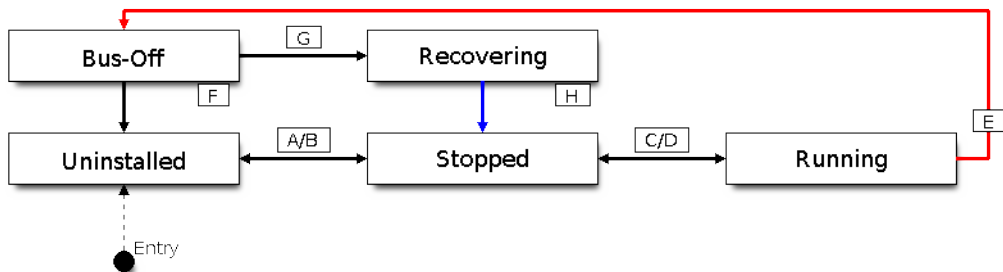 Bus-Off
G
Recovering
F
H
E
Uninstalled
A/B
Stopped
C/D
Running
Entry